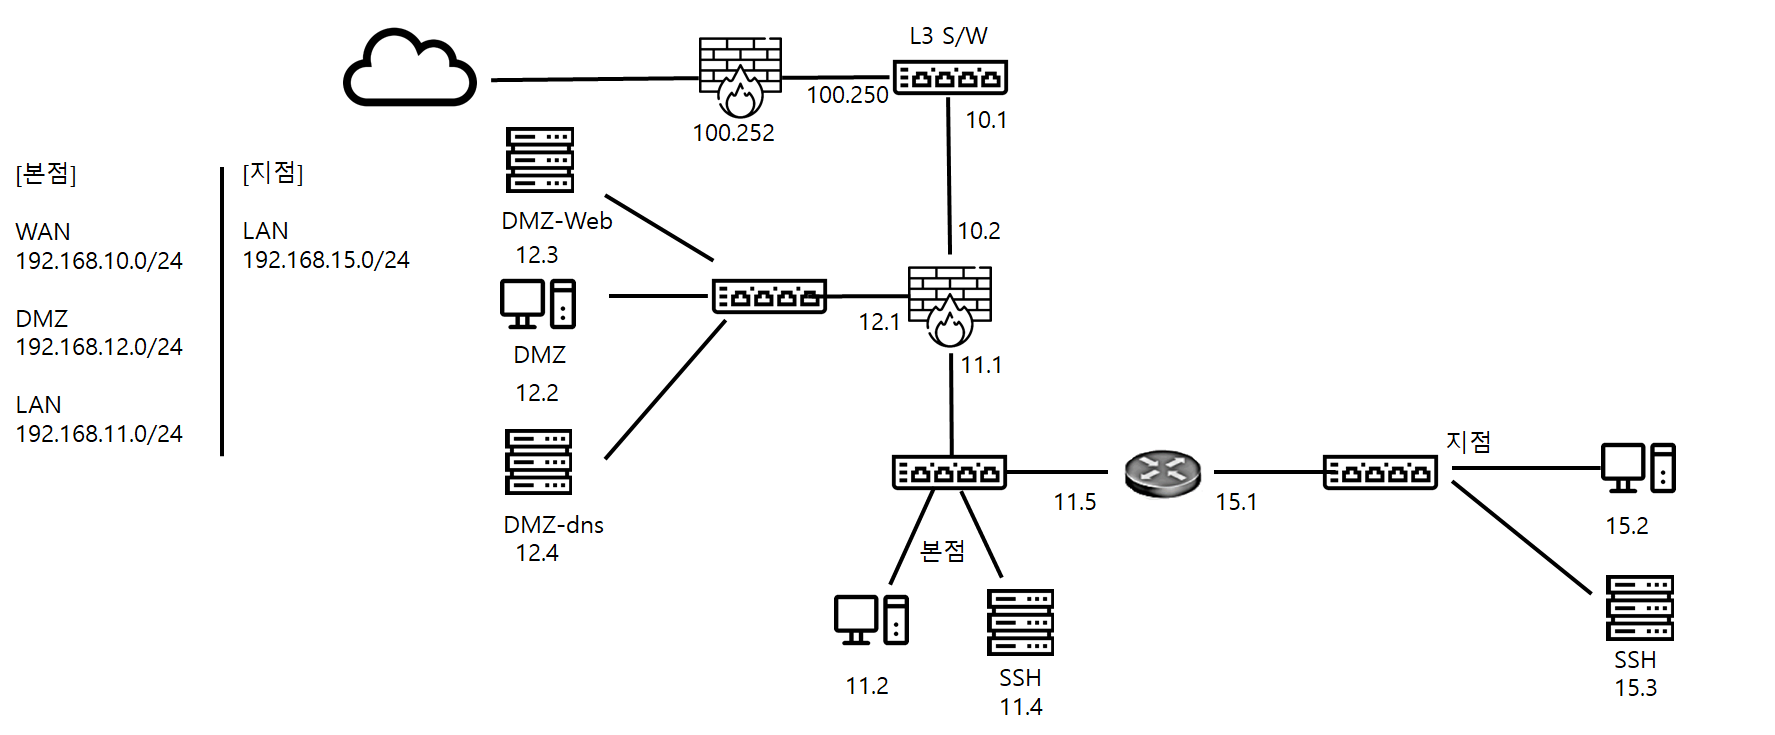 L3 S/W
100.250
100.252
10.1
[본점]
WAN
192.168.10.0/24
DMZ
192.168.12.0/24
LAN
192.168.11.0/24
[지점]
LAN
192.168.15.0/24
DMZ-Web
12.3
DMZ
12.2
DMZ-dns
12.4
10.2
12.1
11.1
11.5
15.1
지점
15.2
SSH
15.3
본점
11.2
SSH
11.4